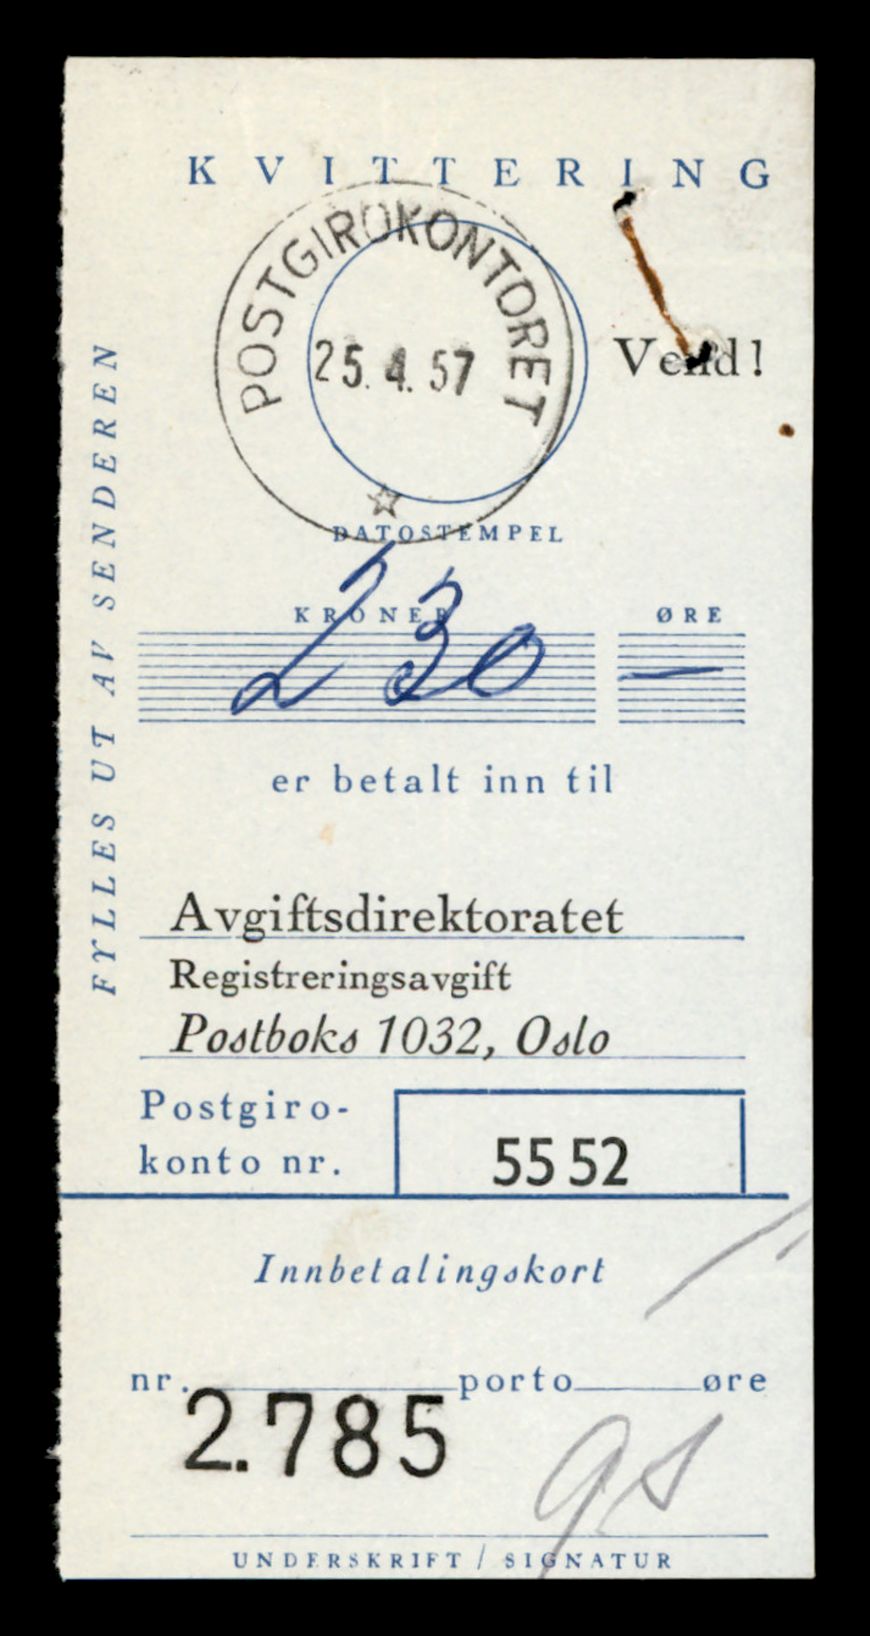 KVITTERING
POSTGIROKONTORET
25.4.57
Vend!
DATOSTEMPEL
FYLLES UT AV SENDEREN
KRONER ØRE
230 —
er betalt inn til
Avgiftsdirektoratet
Registreringsavgift
Postboks 1032, Oslo
Postgiro-
konto nr. 55 52
Innbetalingskort
nr. porto øre
2.785
UNDERSKRIFT / SIGNATUR